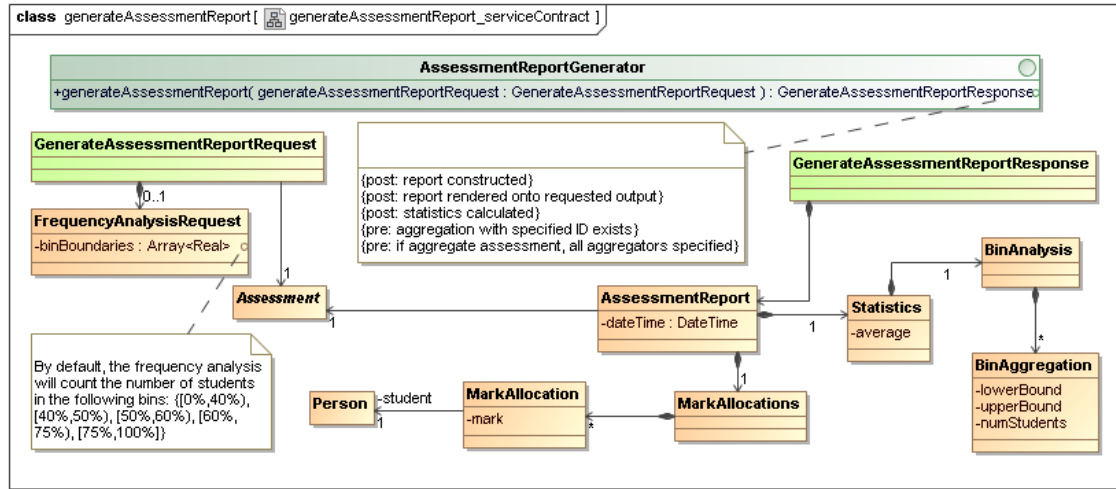 class generateAssessmentReport[ generateAssessmentReport_serviceContract ]
AssessmentReportGenerator
+generateAssessmentReport( generateAssessmentReportRequest : GenerateAssessmentReportRequest ) : GenerateAssessmentReportResponse
GenerateAssessmentReportRequest
{post: report constructed}
{post: report rendered onto requested output}
{post: statistics calculated}
{pre: aggregation with specified ID exists}
{pre: if aggregate assessment, all aggregators specified}
GenerateAssessmentReportResponse
0..1
FrequencyAnalysisRequest
-binBoundaries : Array<Real>
1
Assessment
1
AssessmentReport
-dateTime : DateTime
1
Statistics
-average
1
BinAnalysis
*
BinAggregation
-lowerBound
-upperBound
-numStudents
By default, the frequency analysis
will count the number of students
in the following bins: {[0%,40%),
[40%,50%), [50%,60%), [60%,
75%), [75%,100%]}
Person
-student
1
MarkAllocation
-mark
*
1
MarkAllocations